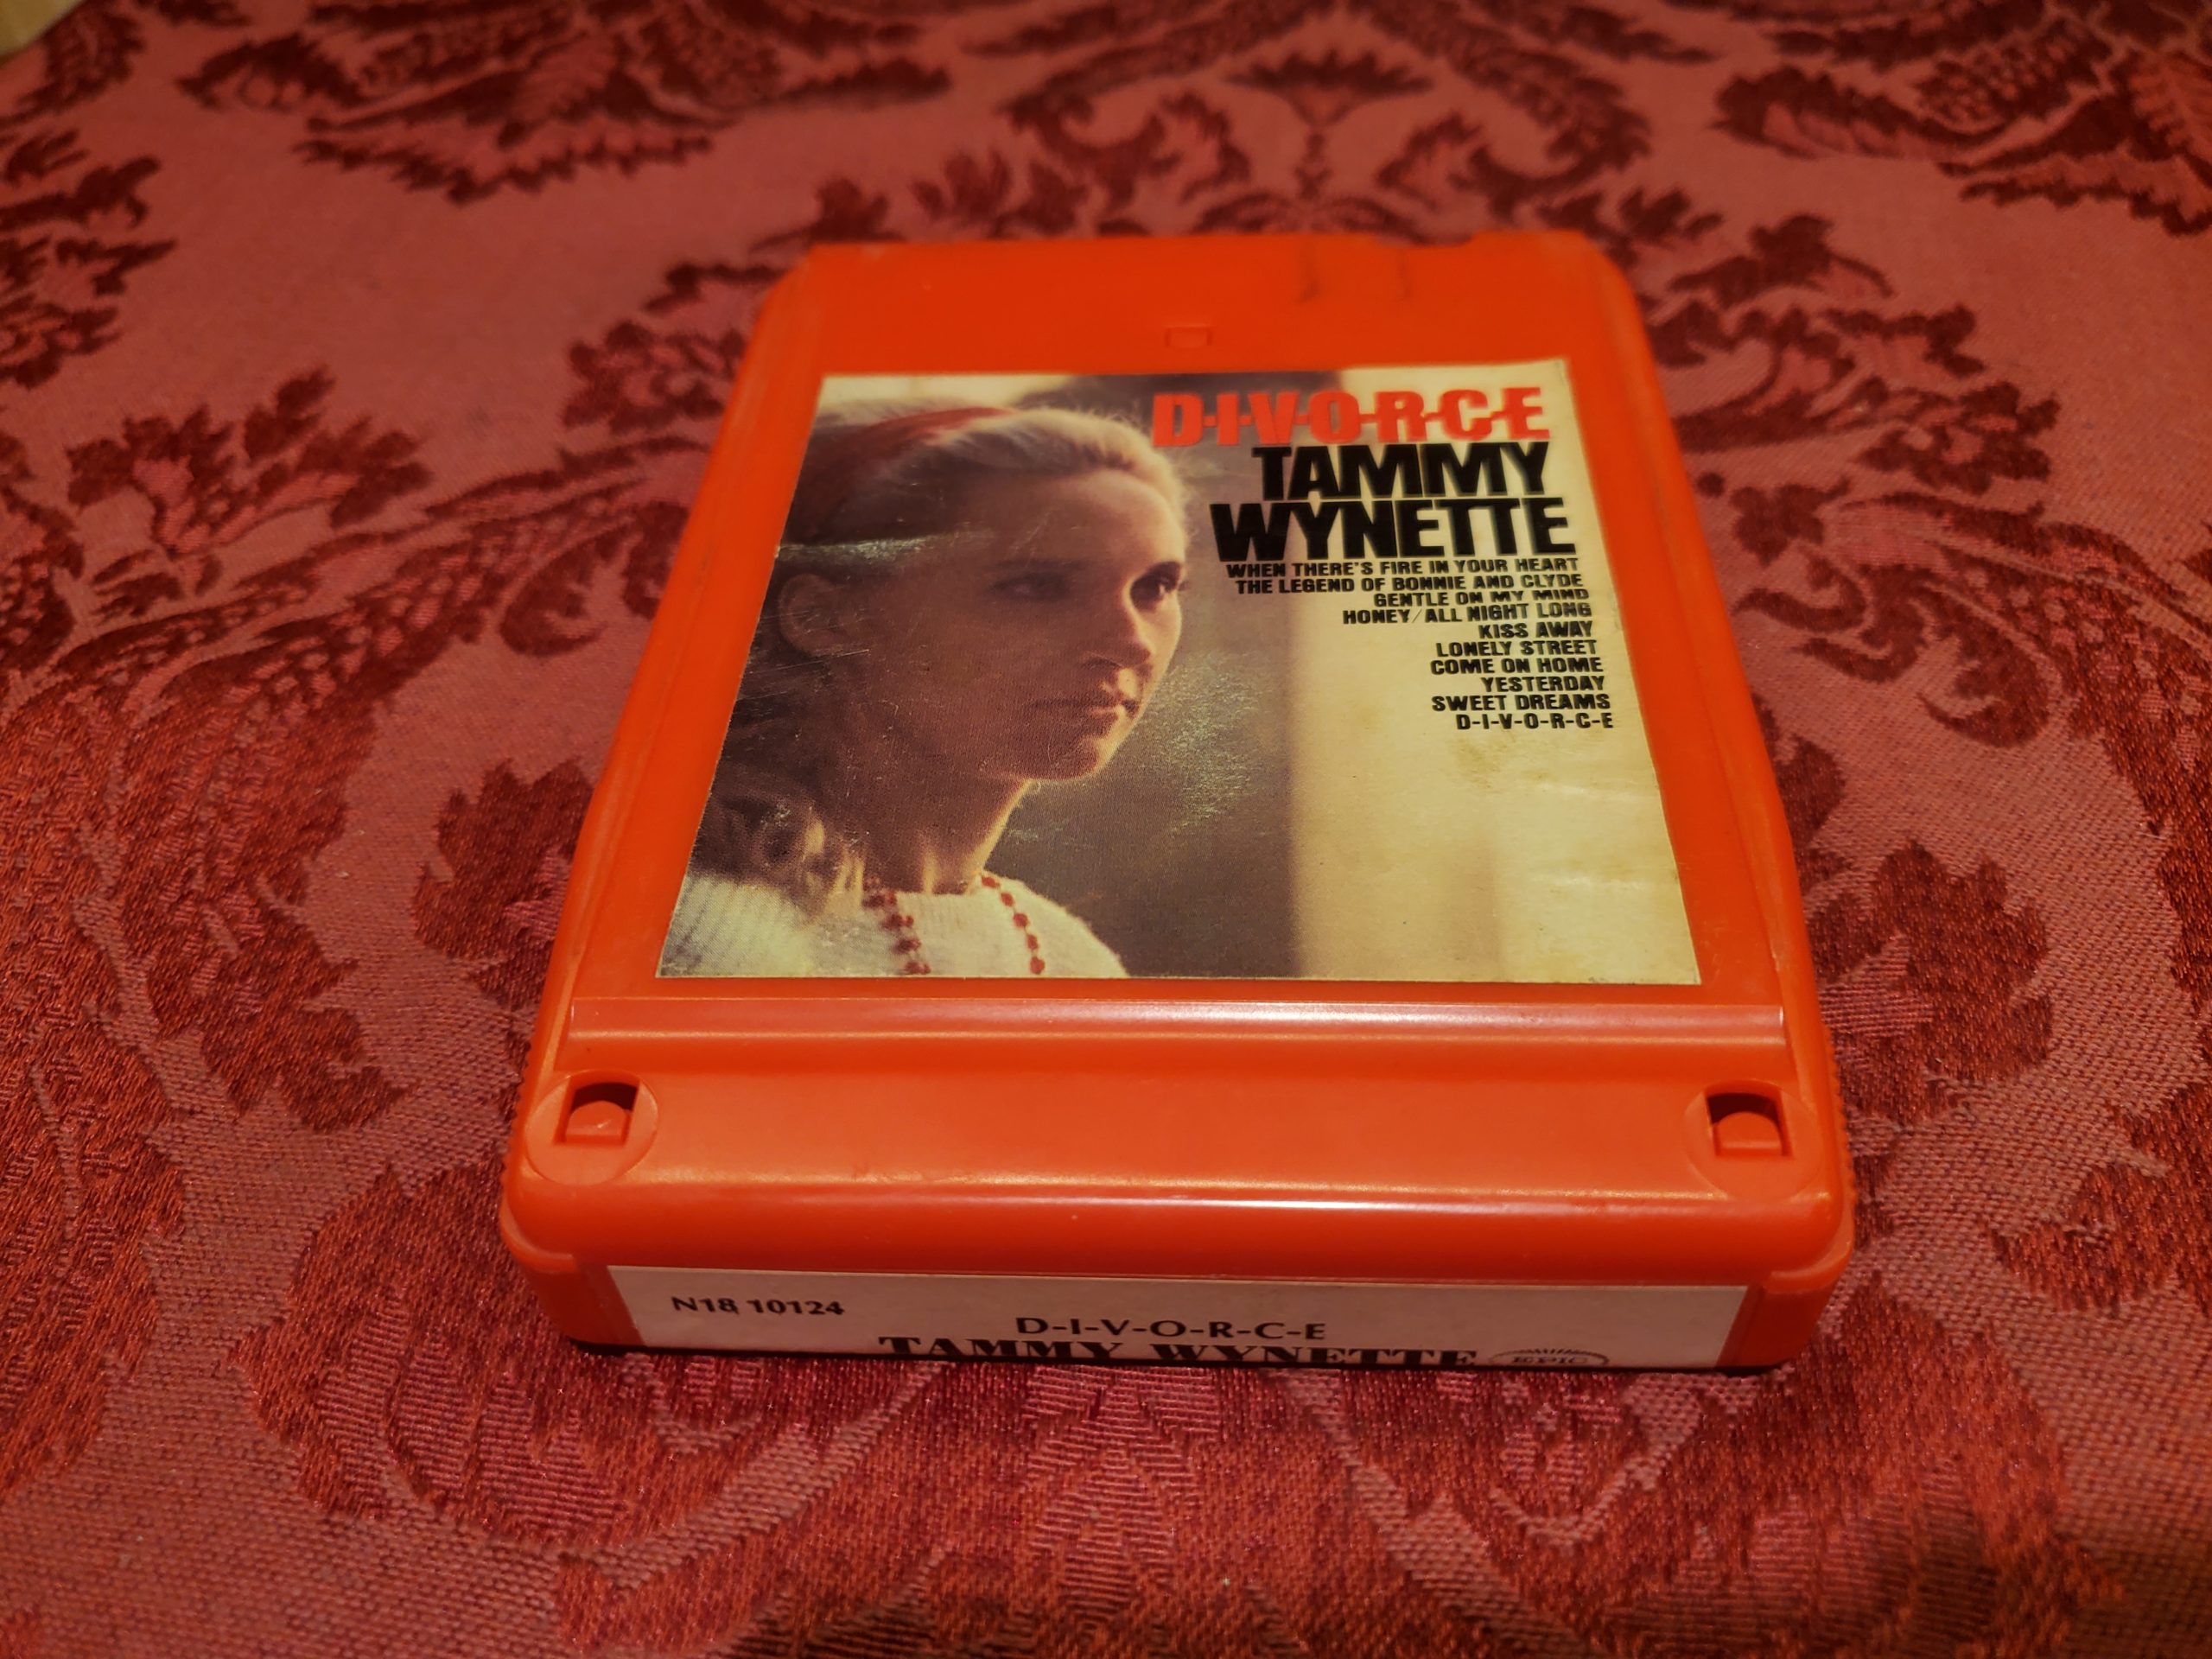 D-I-V-O-R-C-E
TAMMY
WYNETTE
WHEN THERE'S FIRE IN YOUR HEART
THE LEGEND OF BONNIE AND CLYDE
GENTLE ON MY MIND
HONEY/ALL NIGHT LONG
KISS AWAY
LONELY STREET
COME ON HOME
YESTERDAY
SWEET DREAMS
D-I-V-O-R-C-E
N18 10124
D-I-V-O-R-C-E
TAMMY WYNETTE
EPIC